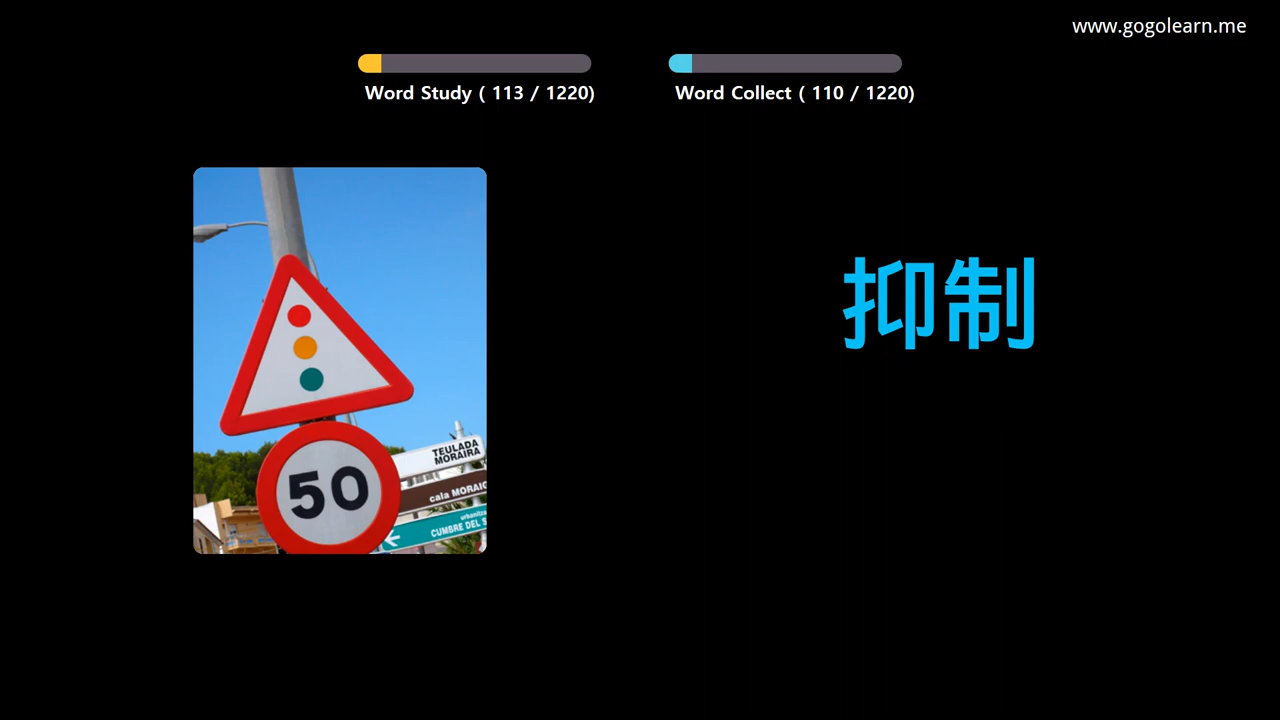 www.gogolearn.me
Word Study ( 113 / 1220)
Word Collect ( 110 / 1220)
抑制
50
TEULADA
MORAIRA
cala MORAIG
CUMBRE DEL S